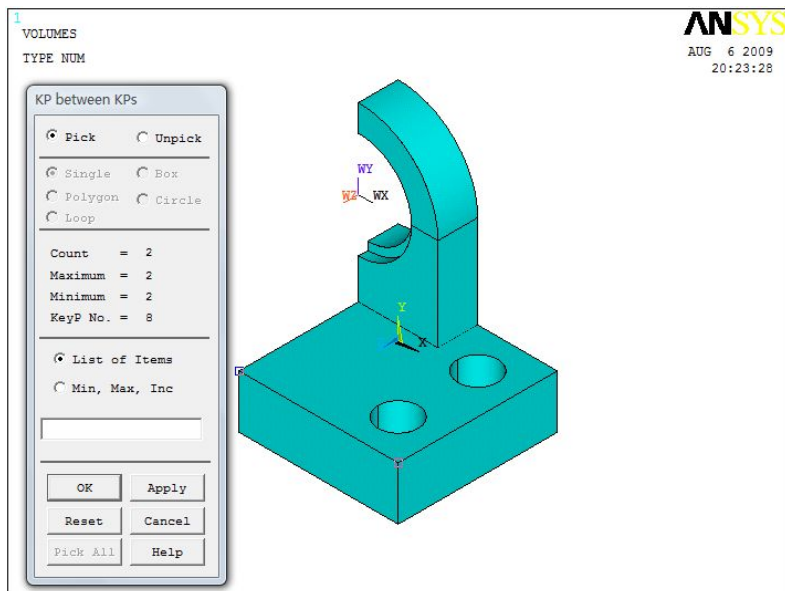 1
VOLUMES
TYPE NUM
ANSYS
AUG 6 2009
20:23:28
KP between KPs
Pick Unpick
Single Box
Polygon Circle
Loop
Count = 2
Maximum = 2
Minimum = 2
KeyP No. = 8
List of Items
Min, Max, Inc
OK Apply
Reset Cancel
Pick All Help
WY
WZ WX
Y
X